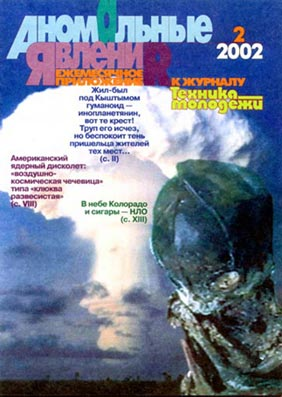 Аномальные
2
2002
ЯвлениЯ
ЕЖЕМЕСЯЧНОЕ
ПРИЛОЖЕНИЕ
К ЖУРНАЛУ
Техника
молодежи
Жил-был
под Кыштымом
гуманоид —
инопланетянин,
вот те крест!
Труп его исчез,
но беспокоит тень
пришельца жителей
тех мест…
(с. II)
Американский
ядерный дисколет:
«воздушно-
космическая чечевица»
типа «клюква
развесистая»
(с. VIII)
В небе Колорадо
и сигары — НЛО
(с. XIII)